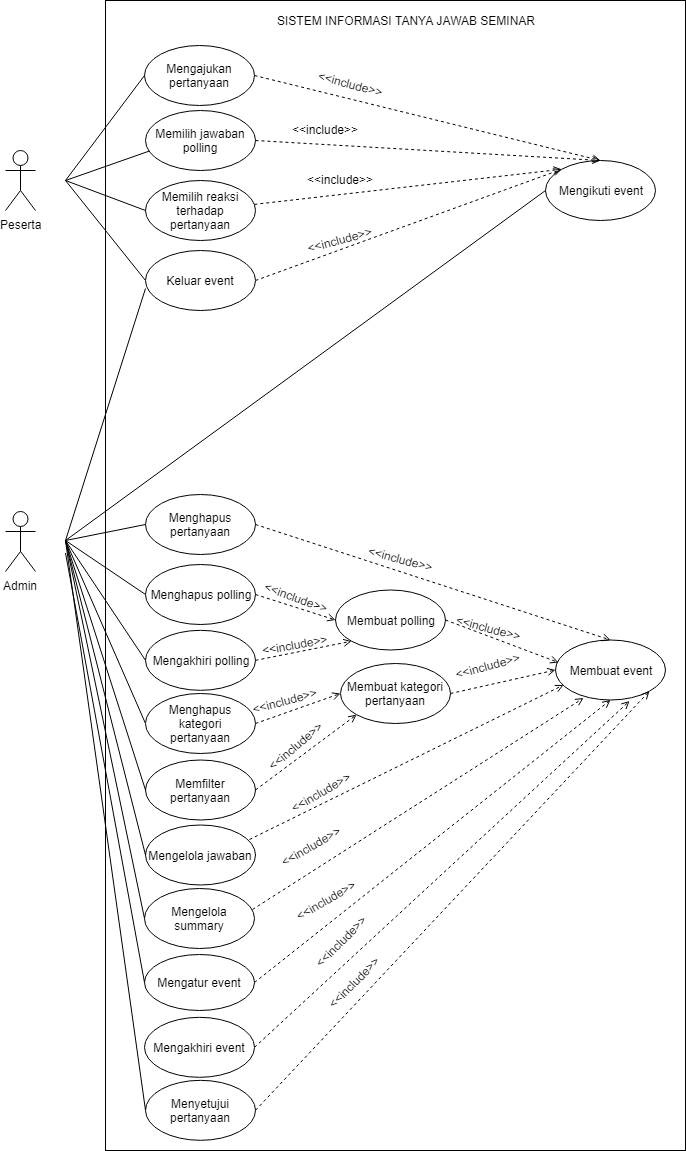 SISTEM INFORMASI TANYA JAWAB SEMINAR
Mengajukan
pertanyaan
<<include>>
Memilih jawaban
polling
<<include>>
Peserta
Memilih reaksi
terhadap
pertanyaan
<<include>>
Mengikuti event
Keluar event
<<include>>
Admin
Menghapus
pertanyaan
<<include>>
Menghapus polling
<<include>>
Membuat polling
<<include>>
Mengakhiri polling
<<include>>
Membuat event
Menghapus
kategori
pertanyaan
<<include>>
Membuat kategori
pertanyaan
<<include>>
Memfilter
pertanyaan
<<include>>
Mengelola jawaban
<<include>>
Mengelola
summary
<<include>>
Mengatur event
<<include>>
Mengakhiri event
<<include>>
Menyetujui
pertanyaan
<<include>>